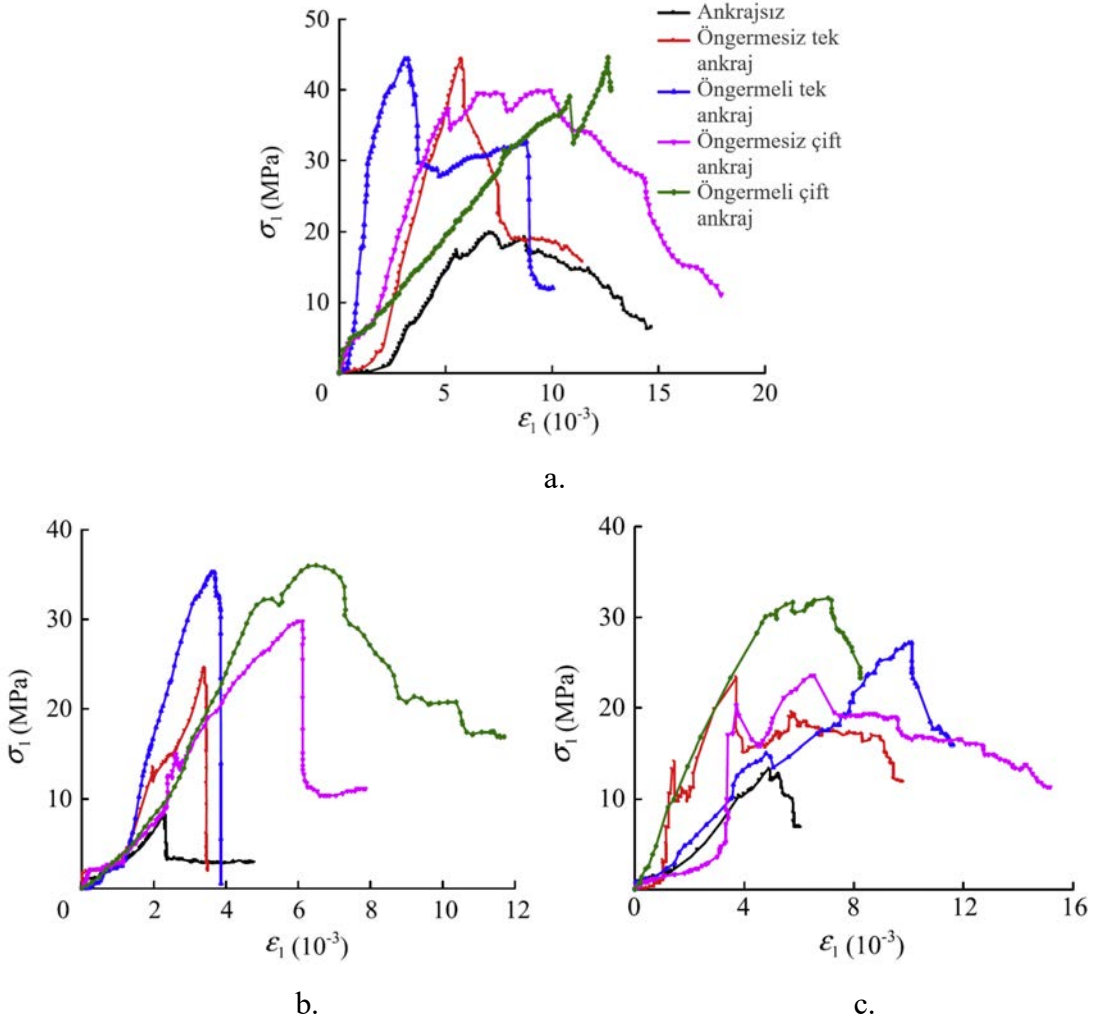 50
40
30
20
10
0
5
10
15
20
σ₁ (MPa)
ε₁ (10⁻³)
Ankrajsız
Öngermesiz tek
ankraj
Öngermeli tek
ankraj
Öngermesiz çift
ankraj
Öngermeli çift
ankraj
a.
40
30
20
10
0
2
4
6
8
10
12
σ₁ (MPa)
ε₁ (10⁻³)
b.
40
30
20
10
0
4
8
12
16
σ₁ (MPa)
ε₁ (10⁻³)
c.